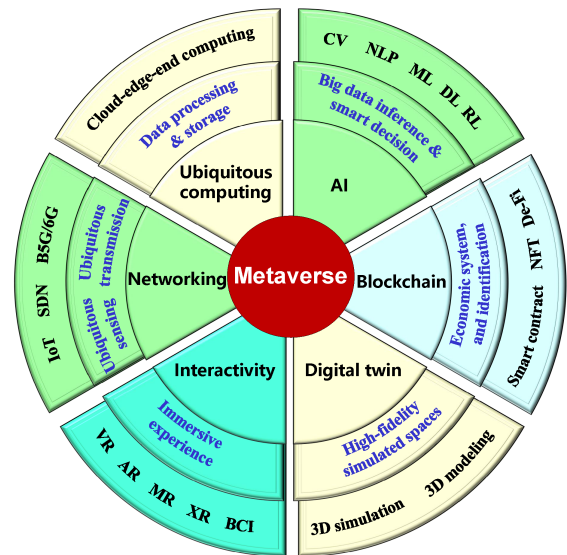 Metaverse
Ubiquitous
computing
Data processing
& storage
Cloud-edge-end computing
AI
Big data inference &
smart decision
CV NLP ML DL RL
Blockchain
Economic system,
and identification
Smart contract NFT De-Fi
Digital twin
High-fidelity
simulated spaces
3D simulation 3D modeling
Interactivity
Immersive
experience
VR AR MR XR BCI
Networking
Ubiquitous
sensing
Ubiquitous
transmission
IoT SDN B5G/6G